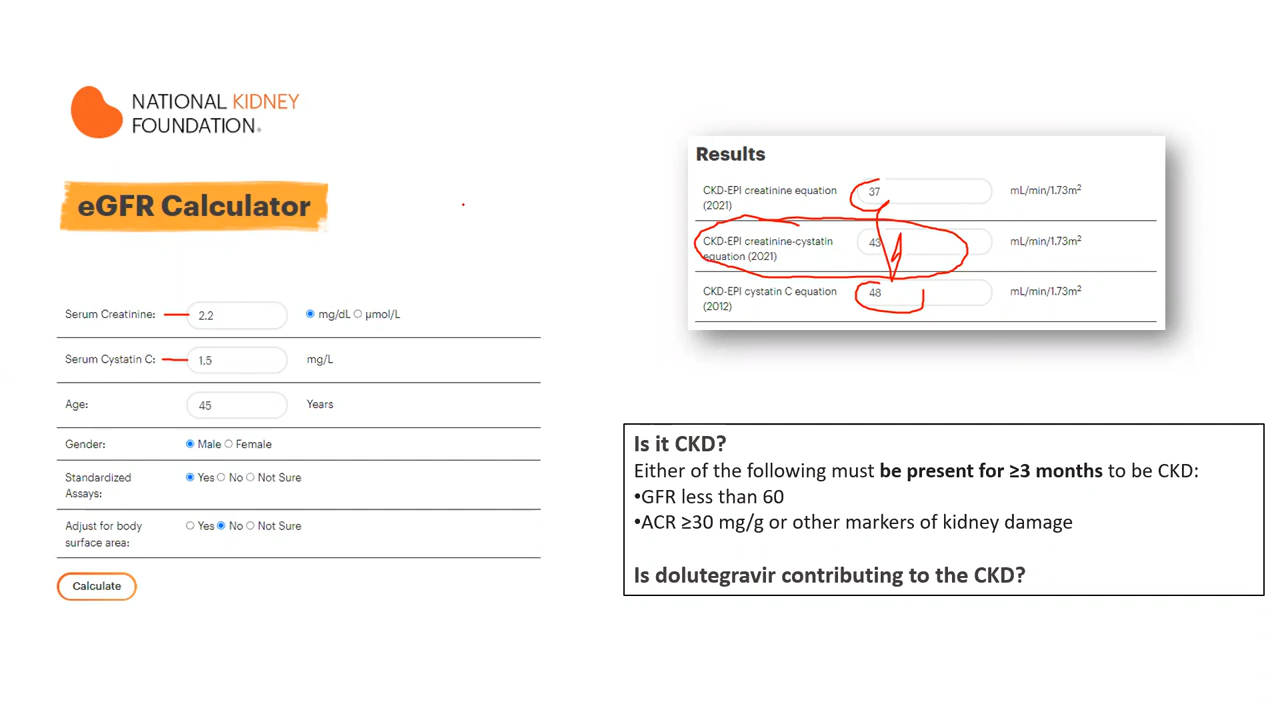 NATIONAL KIDNEY
FOUNDATION®
eGFR Calculator
Serum Creatinine: 2.2 mg/dL μmol/L
Serum Cystatin C: 1.5 mg/L
Age: 45 Years
Gender: Male Female
Standardized
Assays:
Yes No Not Sure
Adjust for body
surface area:
Yes No Not Sure
Calculate
Results
CKD-EPI creatinine equation
(2021)
37 mL/min/1.73m²
CKD-EPI creatinine-cystatin
equation (2021)
43 mL/min/1.73m²
CKD-EPI cystatin C equation
(2012)
48 mL/min/1.73m²
Is it CKD?
Either of the following must be present for ≥3 months to be CKD:
•GFR less than 60
•ACR ≥30 mg/g or other markers of kidney damage
Is dolutegravir contributing to the CKD?